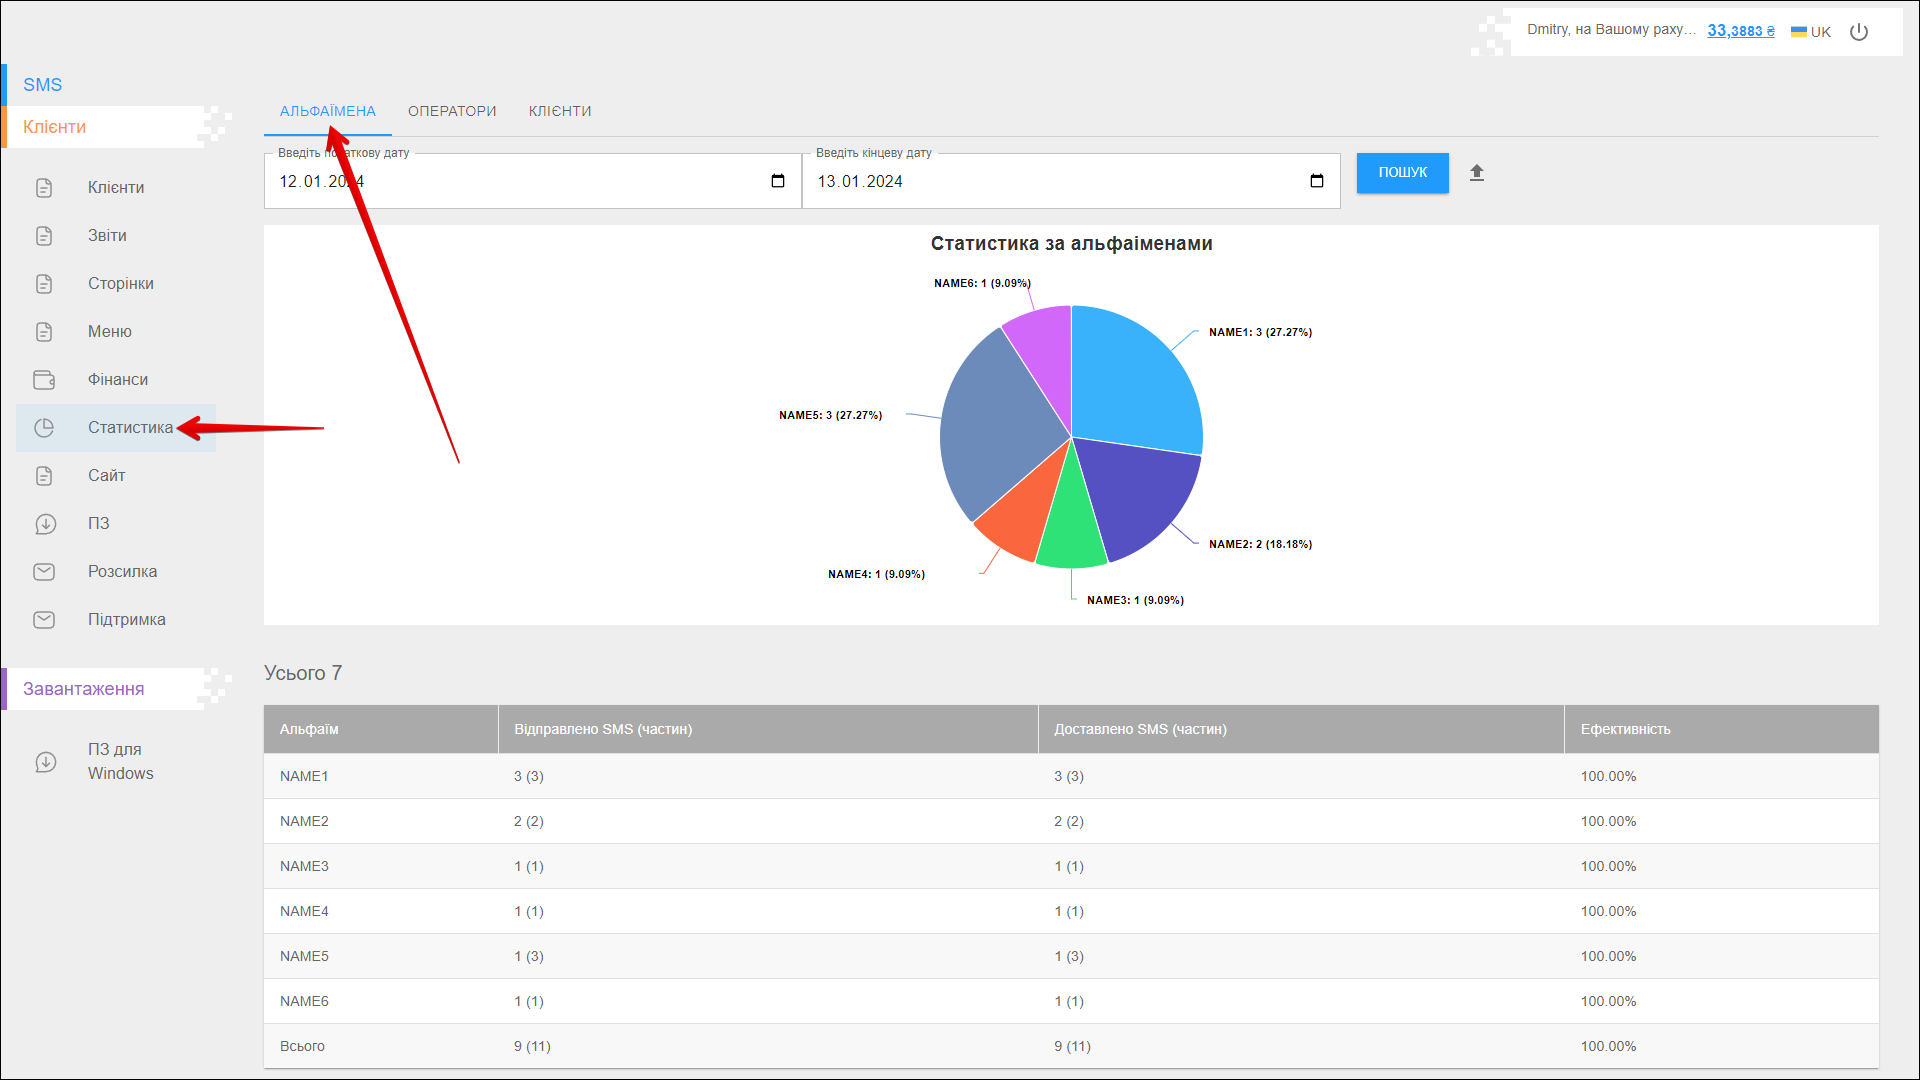 Dmitry, на Вашому раху... 33,3883 ₴ UK
SMS
Клієнти
Клієнти
Звіти
Сторінки
Меню
Фінанси
Статистика
Сайт
ПЗ
Розсилка
Підтримка
Завантаження
ПЗ для
Windows
АЛЬФАІМЕНА ОПЕРАТОРИ КЛІЄНТИ
Введіть початкову дату
12.01.2024
Введіть кінцеву дату
13.01.2024
ПОШУК
Статистика за альфаіменами
NAME6: 1 (9.09%)
NAME1: 3 (27.27%)
NAME5: 3 (27.27%)
NAME2: 2 (18.18%)
NAME4: 1 (9.09%)
NAME3: 1 (9.09%)
Усього 7
Альфаім Відправлено SMS (частин) Доставлено SMS (частин) Ефективність
NAME1 3 (3) 3 (3) 100.00%
NAME2 2 (2) 2 (2) 100.00%
NAME3 1 (1) 1 (1) 100.00%
NAME4 1 (1) 1 (1) 100.00%
NAME5 1 (3) 1 (3) 100.00%
NAME6 1 (1) 1 (1) 100.00%
Всього 9 (11) 9 (11) 100.00%